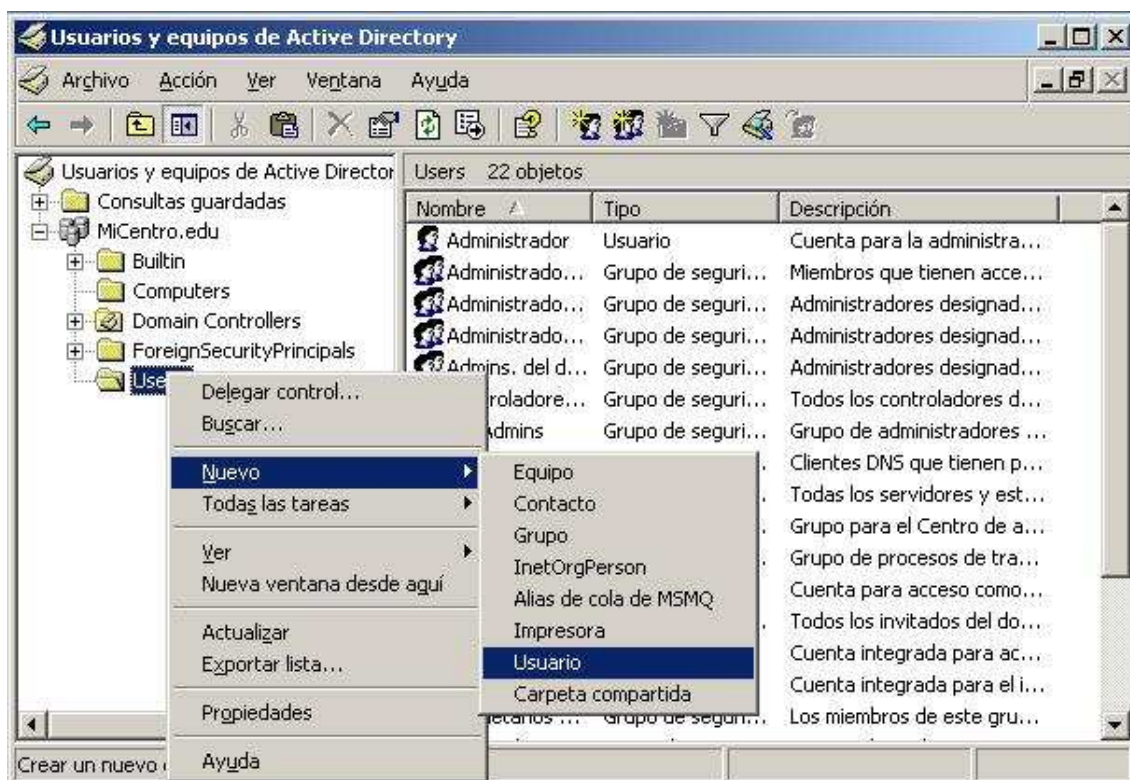 Usuarios y equipos de Active Directory
Archivo Acción Ver Ventana Ayuda
Usuarios y equipos de Active Director
Consultas guardadas
MiCentro.edu
Builtin
Computers
Domain Controllers
ForeignSecurityPrincipals
Use
Users 22 objetos
Nombre Tipo Descripción
Administrador Usuario Cuenta para la administra...
Administrado... Grupo de seguri... Miembros que tienen acce...
Administrado... Grupo de seguri... Administradores designad...
Administrado... Grupo de seguri... Administradores designad...
Admins. del d... Grupo de seguri... Administradores designad...
roladore... Grupo de seguri... Todos los controladores d...
Admins Grupo de seguri... Grupo de administradores ...
Clientes DNS que tienen p...
Todas los servidores y est...
Grupo para el Centro de a...
Grupo de procesos de tra...
Cuenta para acceso como...
Todos los invitados del do...
Cuenta integrada para ac...
Cuenta integrada para el i...
Los miembros de este gru...
Delegar control...
Buscar...
Nuevo
Todas las tareas
Ver
Nueva ventana desde aquí
Actualizar
Exportar lista...
Propiedades
Ayuda
Equipo
Contacto
Grupo
InetOrgPerson
Alias de cola de MSMQ
Impresora
Usuario
Carpeta compartida
Crear un nuevo